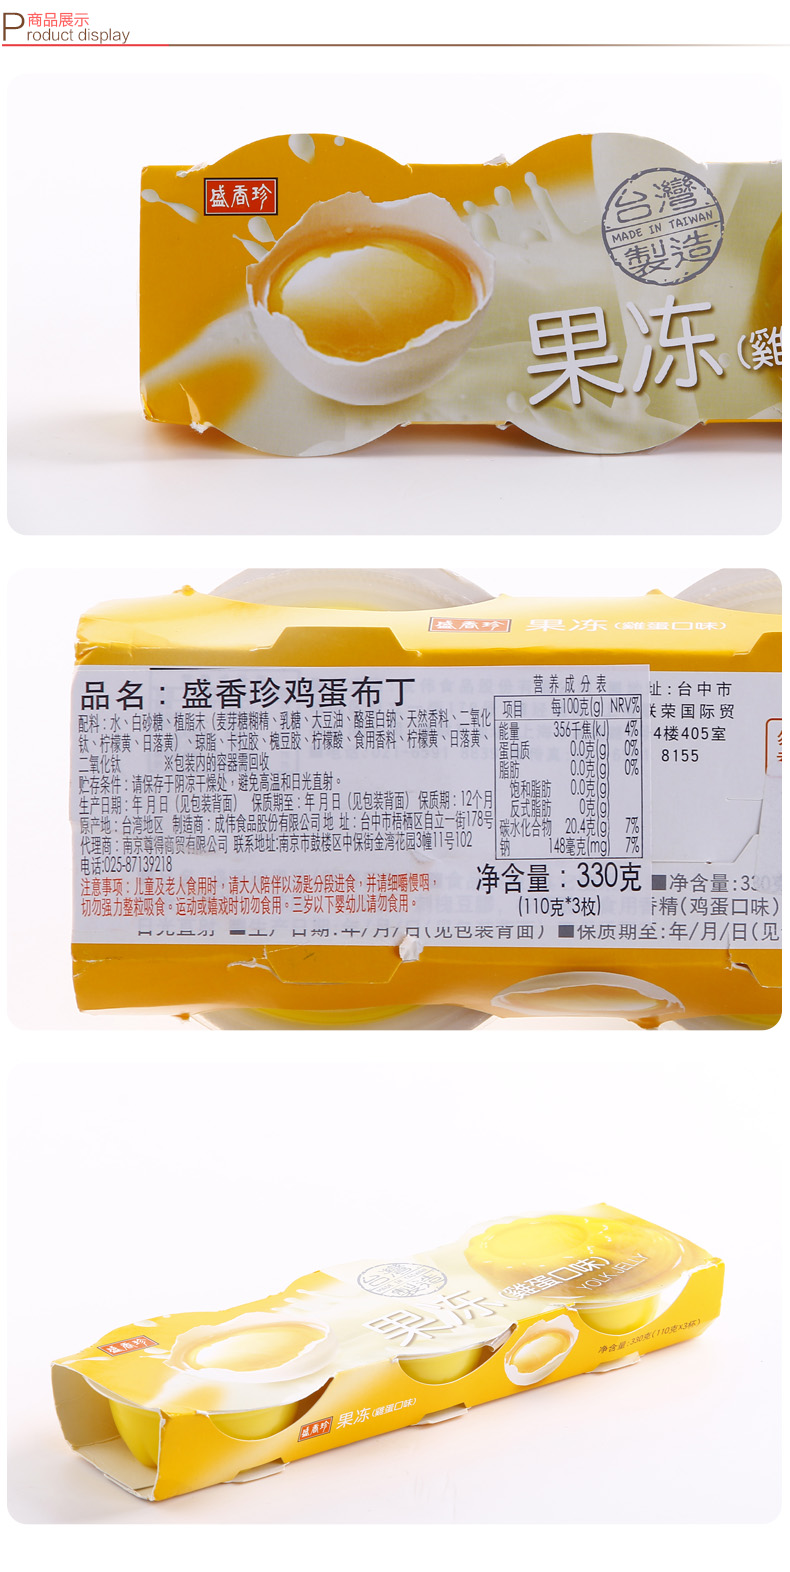 商品展示
Product display
盛香珍
台灣
MADE IN TAIWAN
製造
果冻(雞
盛香珍 果冻(雞蛋口味)
品名：盛香珍鸡蛋布丁
配料：水、白砂糖、植脂末（麦芽糖糊精、乳糖、大豆油、酪蛋白钠、天然香料、二氧化
钛、柠檬黄、日落黄）、琼脂、卡拉胶、槐豆胶、柠檬酸、食用香料、柠檬黄、日落黄、
二氧化钛 ※包装内的容器需回收
贮存条件：请保存于阴凉干燥处，避免高温和日光直射。
生产日期：年 月 日（见包装背面） 保质期至：年 月 日（见包装背面） 保质期：12个月
原产地：台湾地区 制造商：成伟食品股份有限公司 地 址：台中市梧栖区自立一街178号
代理商：南京尊得商贸有限公司 联系地址:南京市鼓楼区中保街金湾花园3幢11号102
电话:025-87139218
注意事项：儿童及老人食用时，请大人陪伴以汤匙分段进食，并请细嚼慢咽，
切勿强力整粒吸食。运动或嬉戏时切勿食用。三岁以下婴幼儿请勿食用。
营养成分表
项目 每100克(g) NRV%
能量 356千焦(kJ) 4%
蛋白质 0.0克(g) 0%
脂肪 0.0克(g) 0%
饱和脂肪 0.0克(g)
反式脂肪 0克(g)
碳水化合物 20.4克(g) 7%
钠 148毫克(mg) 7%
净含量：330克
(110克*3枚)
址:台中市
荣国际贸
4楼405室
8155
■净含量:330
香精(鸡蛋口味)
日光直射 ■生产日期:年/月/日(见包装背面) ■保质期至:年/月/日(见
台灣
製造
果冻(雞蛋口味)
YOLK JELLY
盛香珍
盛香珍 果冻(雞蛋口味)
净含量:330克(110克×3杯)